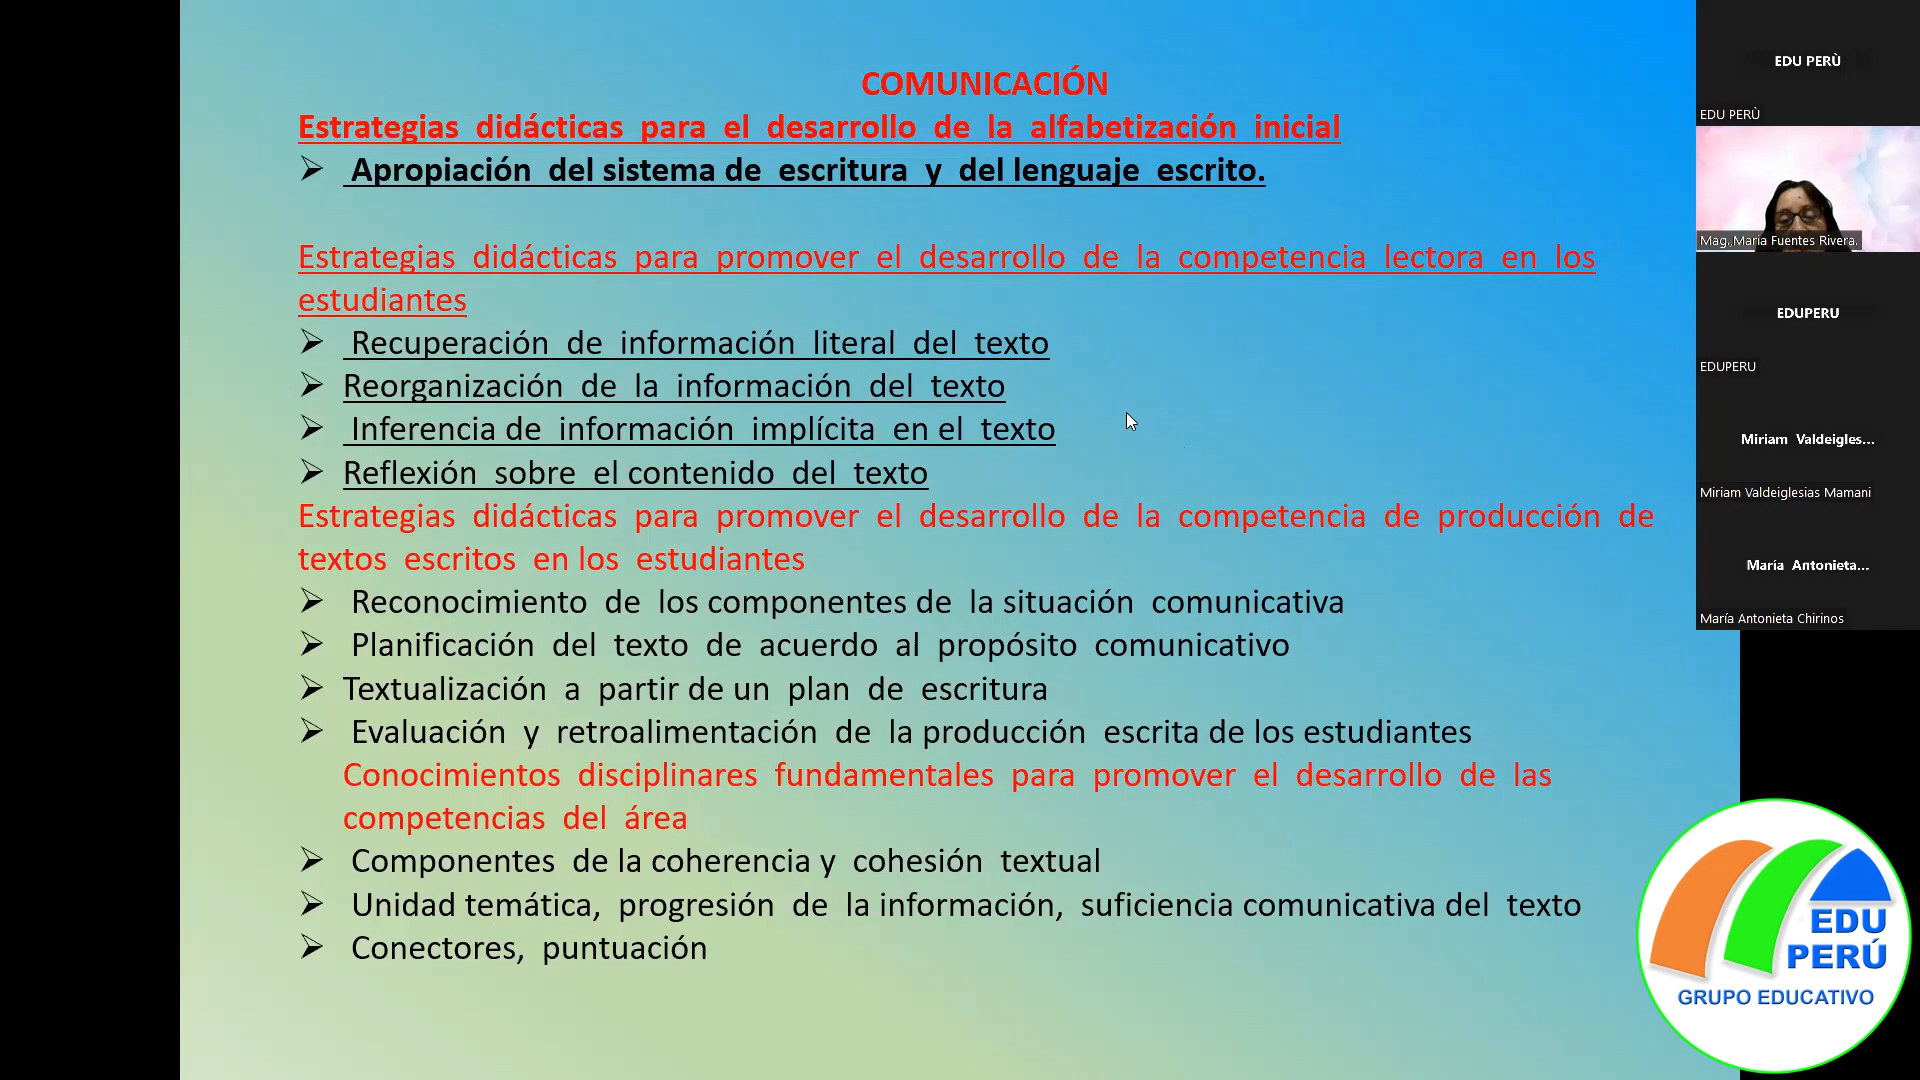 COMUNICACIÓN
Estrategias didácticas para el desarrollo de la alfabetización inicial
➢ Apropiación del sistema de escritura y del lenguaje escrito.
Estrategias didácticas para promover el desarrollo de la competencia lectora en los
estudiantes
➢ Recuperación de información literal del texto
➢ Reorganización de la información del texto
➢ Inferencia de información implícita en el texto
➢ Reflexión sobre el contenido del texto
Estrategias didácticas para promover el desarrollo de la competencia de producción de
textos escritos en los estudiantes
➢ Reconocimiento de los componentes de la situación comunicativa
➢ Planificación del texto de acuerdo al propósito comunicativo
➢ Textualización a partir de un plan de escritura
➢ Evaluación y retroalimentación de la producción escrita de los estudiantes
Conocimientos disciplinares fundamentales para promover el desarrollo de las
competencias del área
➢ Componentes de la coherencia y cohesión textual
➢ Unidad temática, progresión de la información, suficiencia comunicativa del texto
➢ Conectores, puntuación
EDU PERÙ
EDU PERÙ
Mag. Maria Fuentes Rivera.
EDUPERU
EDUPERU
Miriam Valdeigles...
Miriam Valdeiglesias Mamani
María Antonieta...
María Antonieta Chirinos
EDU
PERÚ
GRUPO EDUCATIVO